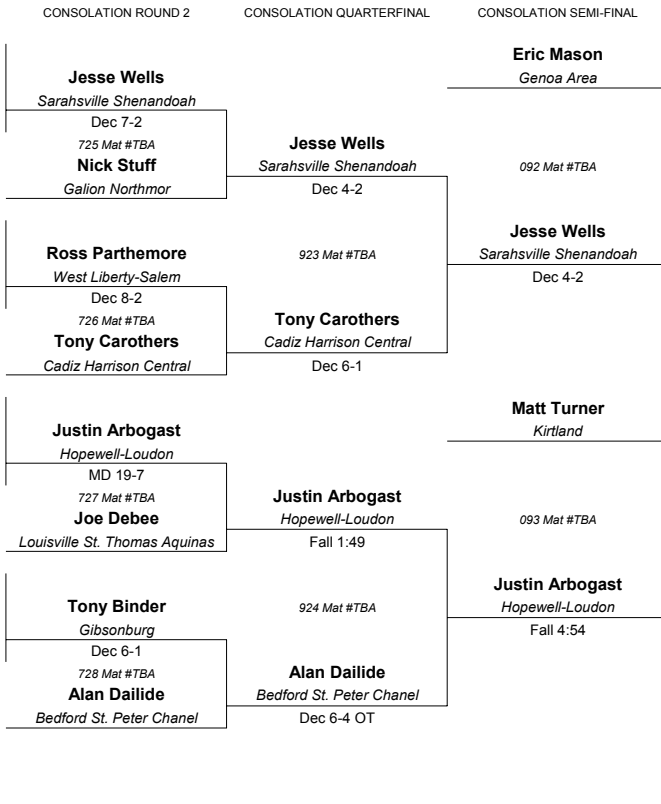 CONSOLATION ROUND 2
CONSOLATION QUARTERFINAL
CONSOLATION SEMI-FINAL
Jesse Wells
Sarahsville Shenandoah
Dec 7-2
725 Mat #TBA
Nick Stuff
Galion Northmor
Ross Parthemore
West Liberty-Salem
Dec 8-2
726 Mat #TBA
Tony Carothers
Cadiz Harrison Central
Justin Arbogast
Hopewell-Loudon
MD 19-7
727 Mat #TBA
Joe Debee
Louisville St. Thomas Aquinas
Tony Binder
Gibsonburg
Dec 6-1
728 Mat #TBA
Alan Dailide
Bedford St. Peter Chanel
Jesse Wells
Sarahsville Shenandoah
Dec 4-2
923 Mat #TBA
Tony Carothers
Cadiz Harrison Central
Dec 6-1
Justin Arbogast
Hopewell-Loudon
Fall 1:49
924 Mat #TBA
Alan Dailide
Bedford St. Peter Chanel
Dec 6-4 OT
Eric Mason
Genoa Area
092 Mat #TBA
Jesse Wells
Sarahsville Shenandoah
Dec 4-2
Matt Turner
Kirtland
093 Mat #TBA
Justin Arbogast
Hopewell-Loudon
Fall 4:54